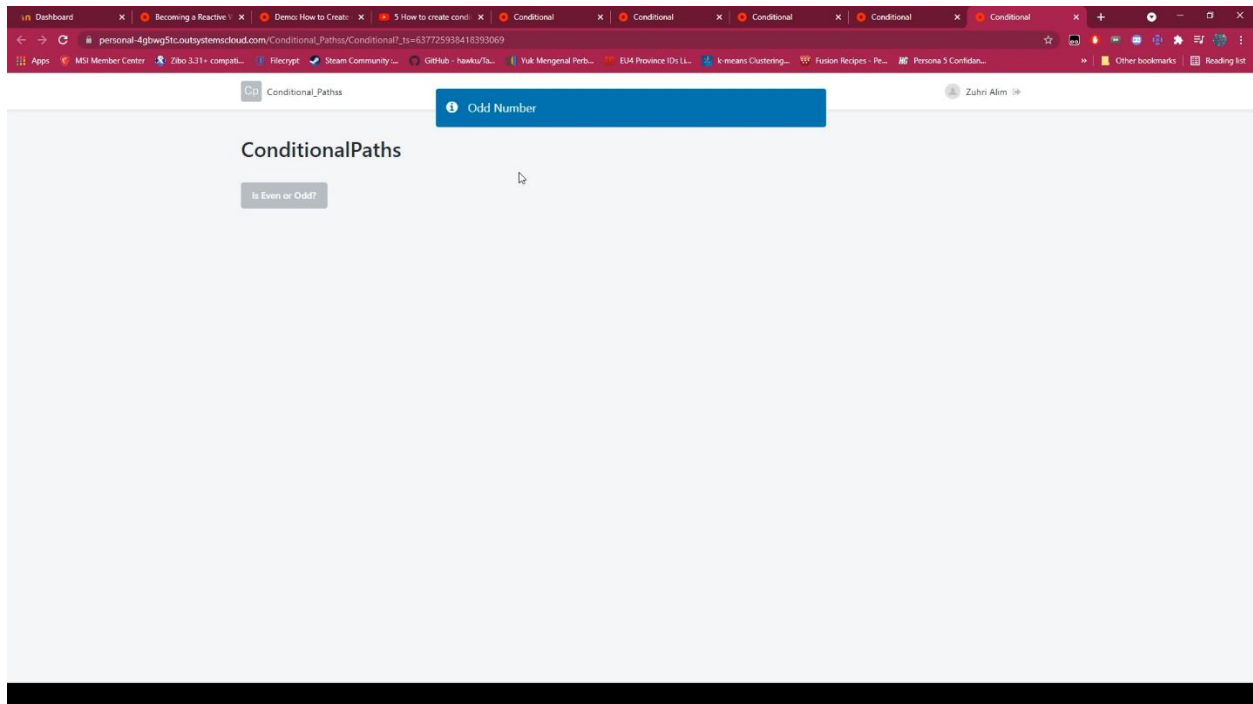 Dashboard
Becoming a Reactive
Demo: How to Create
5 How to create condi
Conditional
Conditional
Conditional
Conditional
Conditional
personal-4gbwg5tc.outsystemscloud.com/Conditional_Pathss/Conditional?_ts=637725938418393069
Apps
MSI Member Center
Zibo 3.31+ compati...
Filecrypt
Steam Community :...
GitHub - hawku/Ta...
Yuk Mengenal Perb...
EU4 Province IDs Li...
k-means Clustering...
Fusion Recipes - Pe...
Persona 5 Confidan...
»
Other bookmarks
Reading list
Cp Conditional_Pathss
Zuhri Alim
Odd Number
ConditionalPaths
Is Even or Odd?